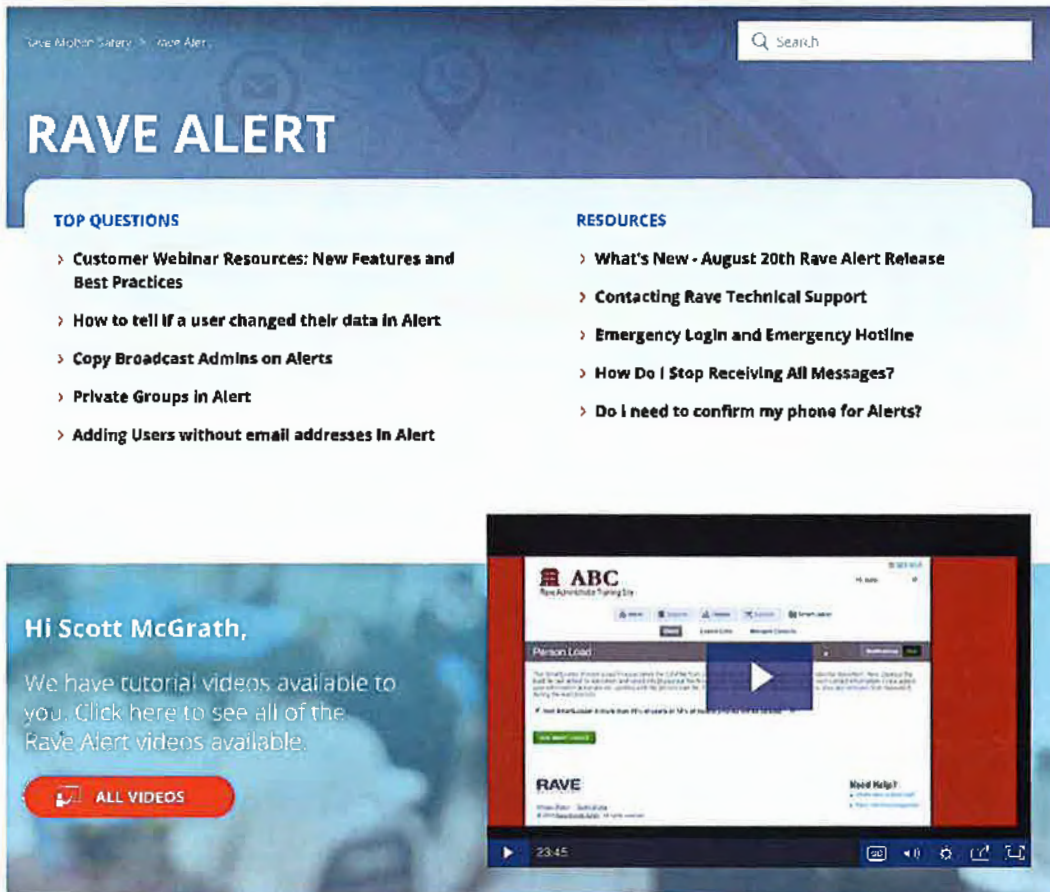 Rave Mobile Safety > Rave Alert
Search
RAVE ALERT
TOP QUESTIONS
> Customer Webinar Resources: New Features and
Best Practices
> How to tell if a user changed their data in Alert
> Copy Broadcast Admins on Alerts
> Private Groups in Alert
> Adding Users without email addresses in Alert
RESOURCES
> What's New - August 20th Rave Alert Release
> Contacting Rave Technical Support
> Emergency Login and Emergency Hotline
> How Do I Stop Receiving All Messages?
> Do I need to confirm my phone for Alerts?
Hi Scott McGrath,
We have tutorial videos available to
you. Click here to see all of the
Rave Alert videos available.
ALL VIDEOS
ABC
Person Load
RAVE
Need Help?
23:45